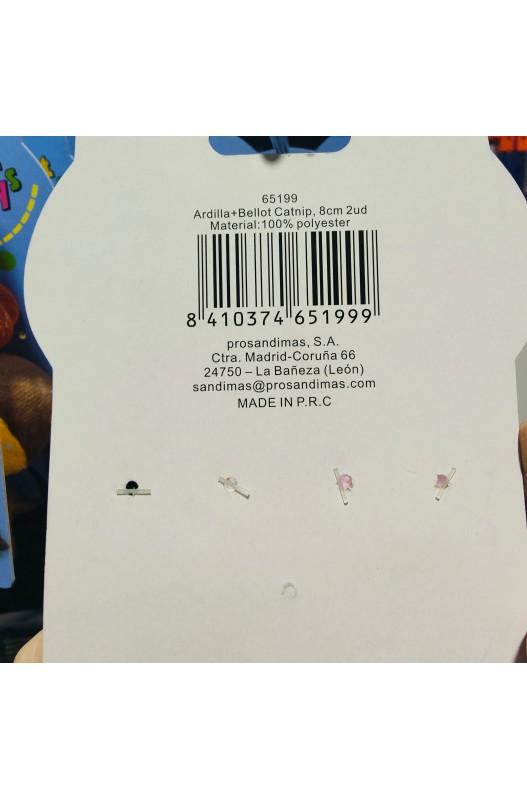 65199
Ardilla+Bellot Catnip, 8cm 2ud
Material:100% polyester
8 410374 651999
prosandimas, S.A.
Ctra. Madrid-Coruña 66
24750 – La Bañeza (León)
sandimas@prosandimas.com
MADE IN P.R.C